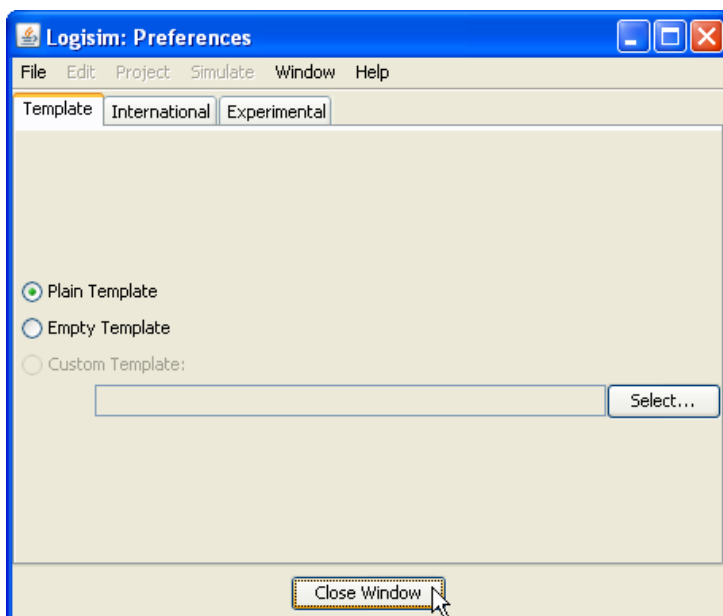 Logisim: Preferences
File Edit Project Simulate Window Help
Template International Experimental
Plain Template
Empty Template
Custom Template:
Select...
Close Window